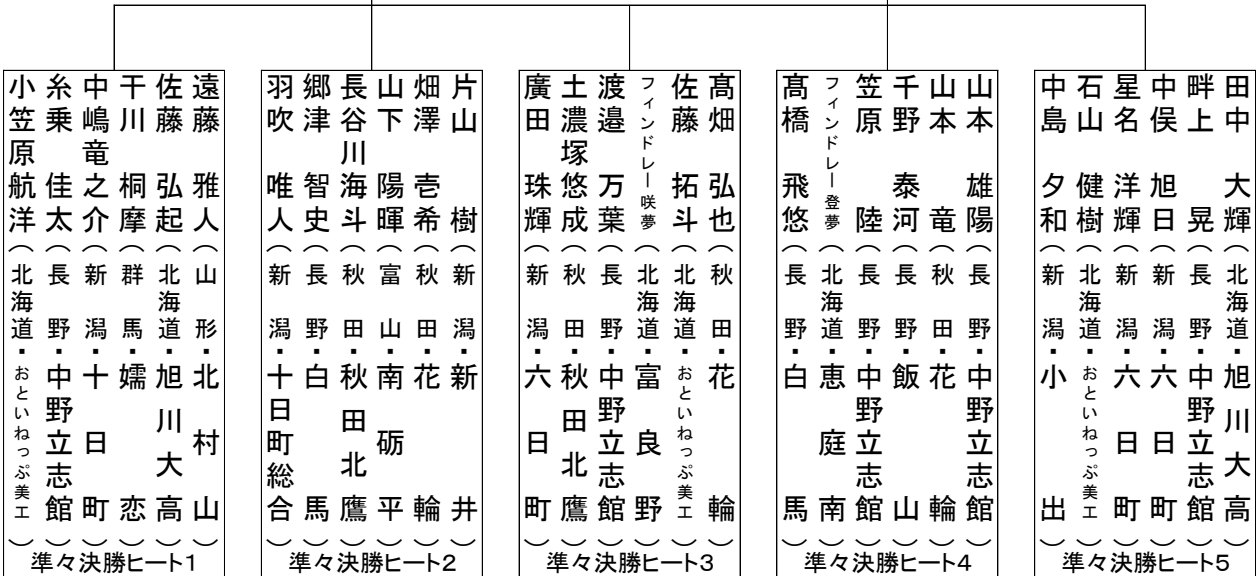 遠藤 雅人（山形・北村山）
佐藤 弘起（北海道・旭川大高）
干川 桐摩（群馬・嬬恋）
中嶋竜之介（新潟・十日町）
糸乗 佳太（長野・中野立志館）
小笠原航洋（北海道・おといねっぷ美工）
準々決勝ヒート1
片山 樹（新潟・新井）
畑澤 壱希（秋田・花輪）
山下 陽暉（富山・南砺平）
長谷川海斗（秋田・秋田北鷹）
郷津 智史（長野・白馬）
羽吹 唯人（新潟・十日町総合）
準々決勝ヒート2
髙畑 弘也（秋田・花輪）
佐藤 拓斗（北海道・おといねっぷ美工）
フィンドレー咲夢（北海道・富良野）
渡邉 万葉（長野・中野立志館）
土濃塚悠成（秋田・秋田北鷹）
廣田 珠輝（新潟・六日町）
準々決勝ヒート3
山本 雄陽（長野・中野立志館）
山本 竜（秋田・花輪）
千野 泰河（長野・飯山）
笠原 陸（長野・中野立志館）
フィンドレー登夢（北海道・恵庭南）
髙橋 飛悠（長野・白馬）
準々決勝ヒート4
田中 大輝（北海道・旭川大高）
畔上 晃（長野・中野立志館）
中俣 旭日（新潟・六日町）
星名 洋輝（新潟・六日町）
石山 健樹（北海道・おといねっぷ美工）
中島 夕和（新潟・小出）
準々決勝ヒート5